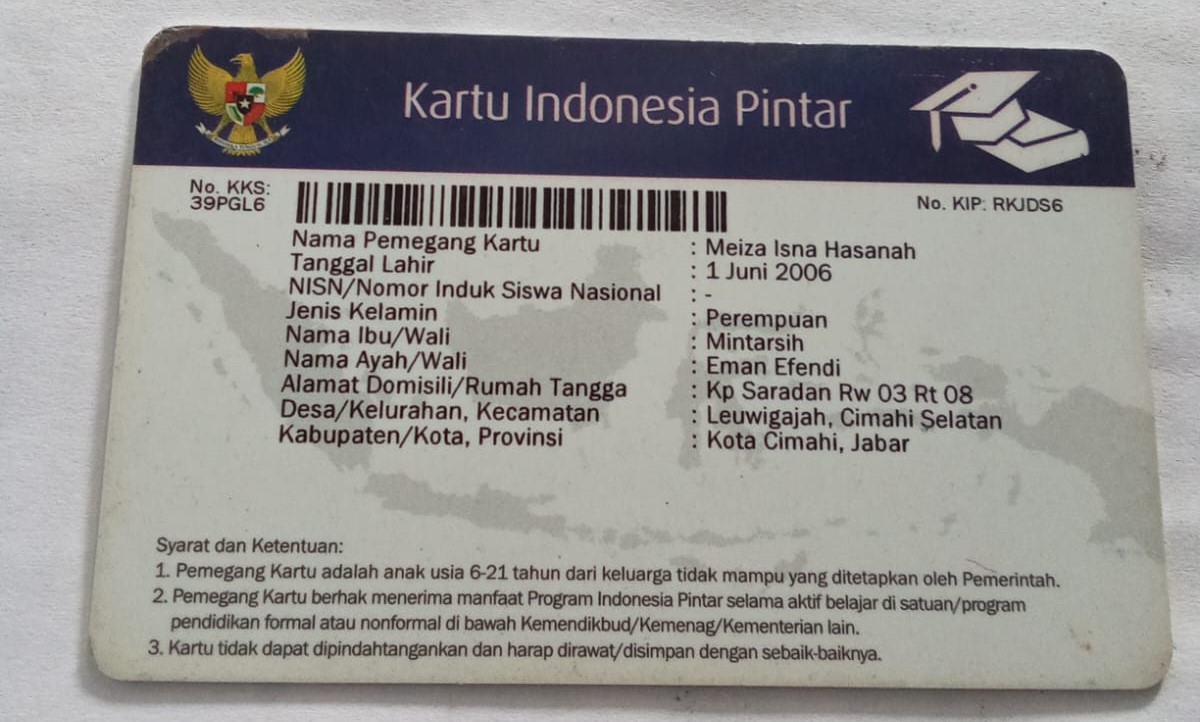 Kartu Indonesia Pintar
No. KKS:
39PGL6
No. KIP: RKJDS6
Nama Pemegang Kartu : Meiza Isna Hasanah
Tanggal Lahir : 1 Juni 2006
NISN/Nomor Induk Siswa Nasional : -
Jenis Kelamin : Perempuan
Nama Ibu/Wali : Mintarsih
Nama Ayah/Wali : Eman Efendi
Alamat Domisili/Rumah Tangga : Kp Saradan Rw 03 Rt 08
Desa/Kelurahan, Kecamatan : Leuwigajah, Cimahi Selatan
Kabupaten/Kota, Provinsi : Kota Cimahi, Jabar
Syarat dan Ketentuan:
1. Pemegang Kartu adalah anak usia 6-21 tahun dari keluarga tidak mampu yang ditetapkan oleh Pemerintah.
2. Pemegang Kartu berhak menerima manfaat Program Indonesia Pintar selama aktif belajar di satuan/program
pendidikan formal atau nonformal di bawah Kemendikbud/Kemenag/Kementerian lain.
3. Kartu tidak dapat dipindahtangankan dan harap dirawat/disimpan dengan sebaik-baiknya.